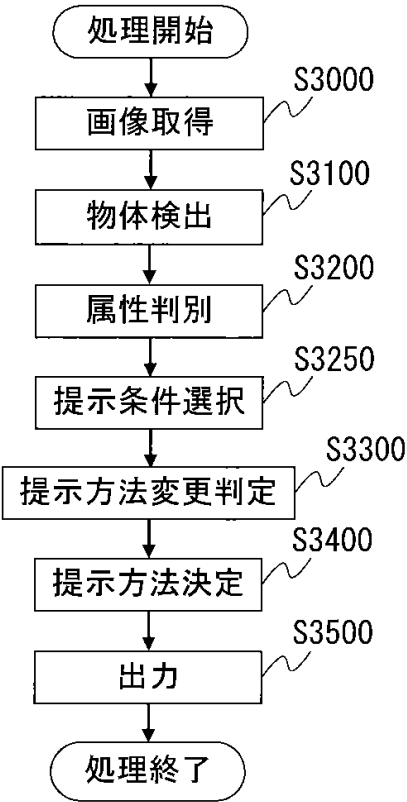 処理開始
S3000
画像取得
S3100
物体検出
S3200
属性判別
S3250
提示条件選択
S3300
提示方法変更判定
S3400
提示方法決定
S3500
出力
処理終了